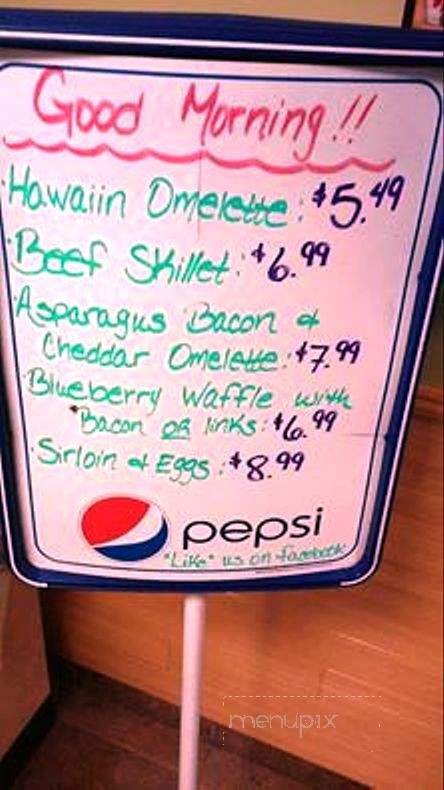 Good Morning!!
· Hawaiin Omelette: $5.49
· Beef Skillet: $6.99
· Asparagus Bacon &
Cheddar Omelette: $7.99
· Blueberry Waffle with
Bacon or links: $6.99
· Sirloin & Eggs: $8.99
pepsi
"Like" us on facebook
menupix